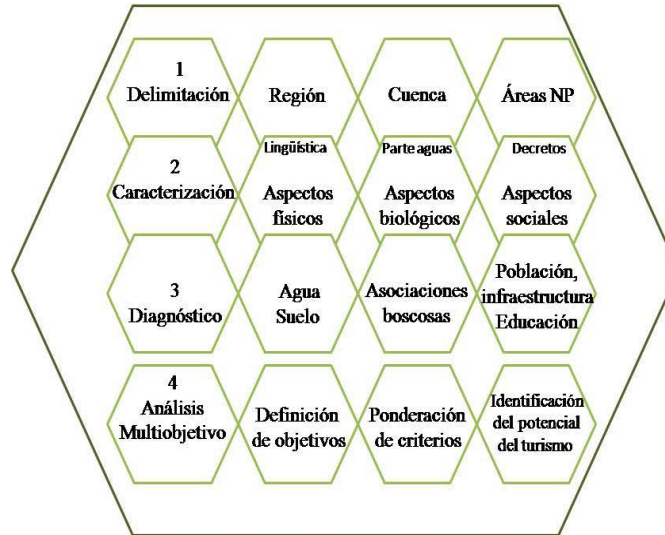 1
Delimitación
Región
Cuenca
Áreas NP
Lingüística
Parte aguas
Decretos
2
Caracterización
Aspectos
físicos
Aspectos
biológicos
Aspectos
sociales
3
Diagnóstico
Agua
Suelo
Asociaciones
boscosas
Población,
infraestructura
Educación
4
Análisis
Multiobjetivo
Definición
de objetivos
Ponderación
de criterios
Identificación
del potencial
del turismo